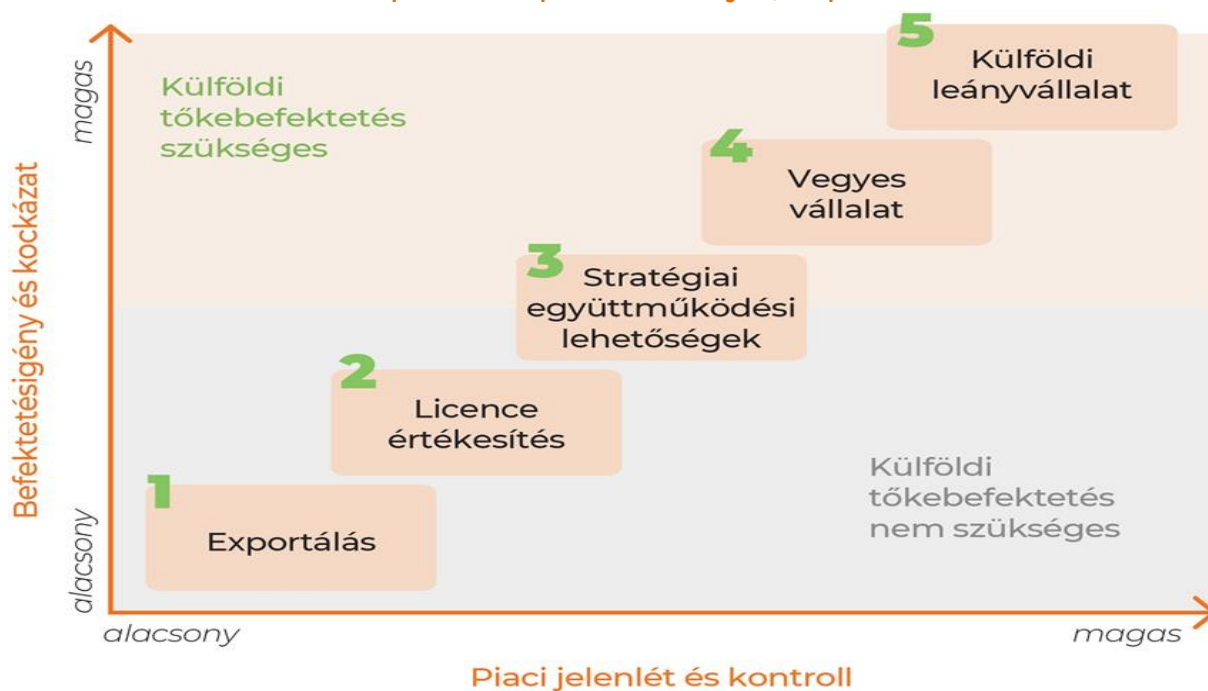 5
Külföldi
leányvállalat
Külföldi
tőkebefektetés
szükséges
magas
4
Vegyes
vállalat
Befektetésigény és kockázat
3
Stratégiai
együttműködési
lehetőségek
2
Licence
értékesítés
Külföldi
tőkebefektetés
nem szükséges
1
Exportálás
alacsony
alacsony
magas
Piaci jelenlét és kontroll